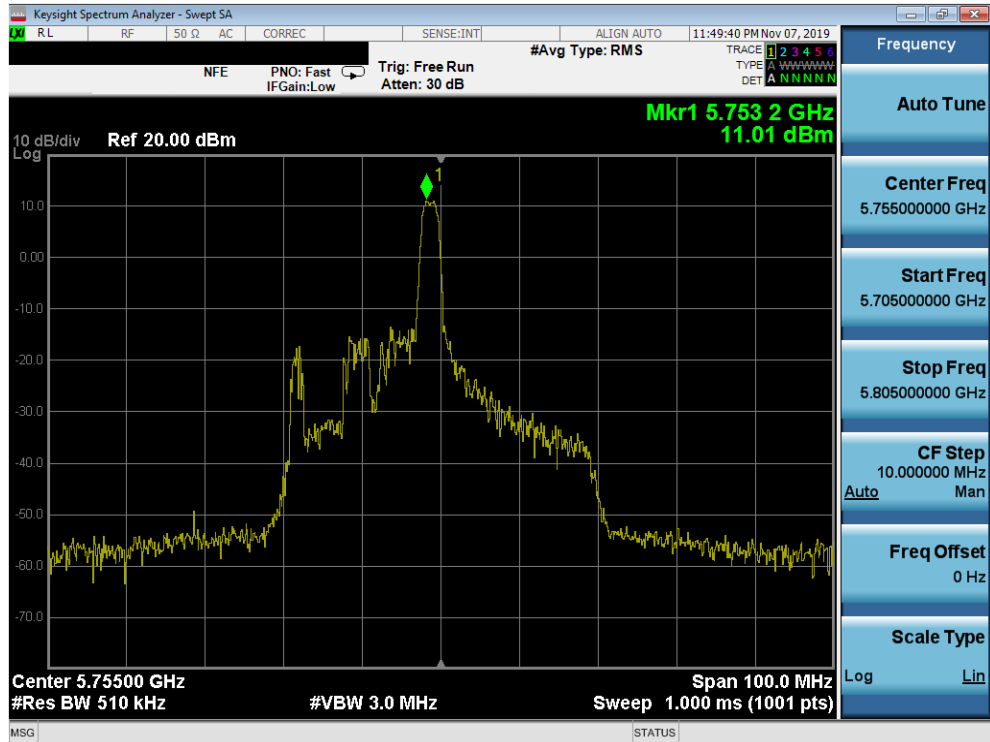 Keysight Spectrum Analyzer - Swept SA
LXI RL RF 50 Ω AC CORREC SENSE:INT ALIGN AUTO 11:49:40 PM Nov 07, 2019
#Avg Type: RMS
TRACE 1 2 3 4 5 6
TYPE A WWWWW
DET A N N N N N
NFE
PNO: Fast
IFGain:Low
Trig: Free Run
Atten: 30 dB
Mkr1 5.753 2 GHz
11.01 dBm
10 dB/div
Log
Ref 20.00 dBm
1
10.0
0.00
-10.0
-20.0
-30.0
-40.0
-50.0
-60.0
-70.0
Center 5.75500 GHz
Span 100.0 MHz
#Res BW 510 kHz
#VBW 3.0 MHz
Sweep 1.000 ms (1001 pts)
MSG
STATUS
Frequency
Auto Tune
Center Freq
5.755000000 GHz
Start Freq
5.705000000 GHz
Stop Freq
5.805000000 GHz
CF Step
10.000000 MHz
Auto Man
Freq Offset
0 Hz
Scale Type
Log Lin